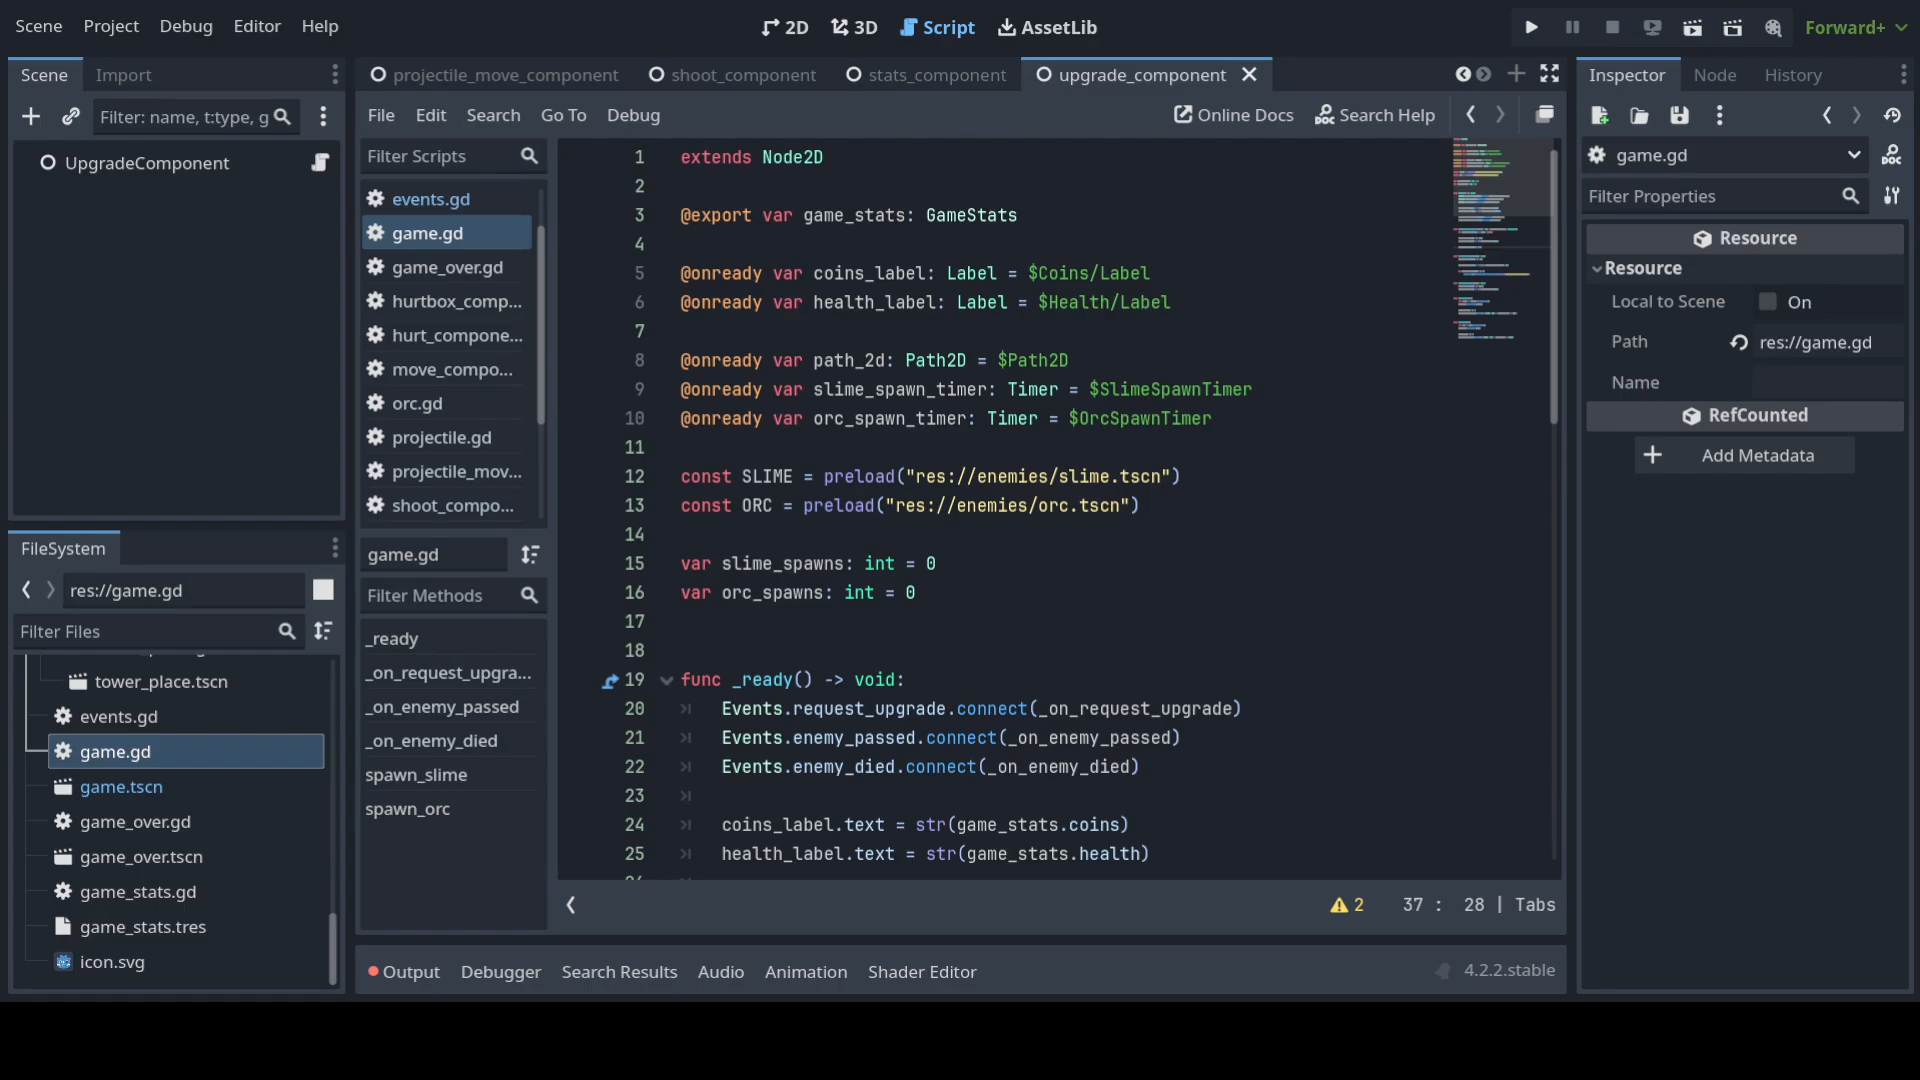 Scene Project Debug Editor Help
2D 3D Script AssetLib
Forward+
Scene Import
Filter: name, t:type, g
UpgradeComponent
FileSystem
res://game.gd
Filter Files
tower_place.tscn
events.gd
game.gd
game.tscn
game_over.gd
game_over.tscn
game_stats.gd
game_stats.tres
icon.svg
projectile_move_component shoot_component stats_component upgrade_component
File Edit Search Go To Debug
Online Docs Search Help
Filter Scripts
events.gd
game.gd
game_over.gd
hurtbox_comp...
hurt_compone...
move_compo...
orc.gd
projectile.gd
projectile_mov...
shoot_compo...
game.gd
Filter Methods
_ready
_on_request_upgra...
_on_enemy_passed
_on_enemy_died
spawn_slime
spawn_orc
1 extends Node2D
2
3 @export var game_stats: GameStats
4
5 @onready var coins_label: Label = $Coins/Label
6 @onready var health_label: Label = $Health/Label
7
8 @onready var path_2d: Path2D = $Path2D
9 @onready var slime_spawn_timer: Timer = $SlimeSpawnTimer
10 @onready var orc_spawn_timer: Timer = $OrcSpawnTimer
11
12 const SLIME = preload("res://enemies/slime.tscn")
13 const ORC = preload("res://enemies/orc.tscn")
14
15 var slime_spawns: int = 0
16 var orc_spawns: int = 0
17
18
19 func _ready() -> void:
20 Events.request_upgrade.connect(_on_request_upgrade)
21 Events.enemy_passed.connect(_on_enemy_passed)
22 Events.enemy_died.connect(_on_enemy_died)
23
24 coins_label.text = str(game_stats.coins)
25 health_label.text = str(game_stats.health)
2 37 : 28 | Tabs
Output Debugger Search Results Audio Animation Shader Editor
4.2.2.stable
Inspector Node History
game.gd
Filter Properties
Resource
Resource
Local to Scene On
Path res://game.gd
Name
RefCounted
Add Metadata